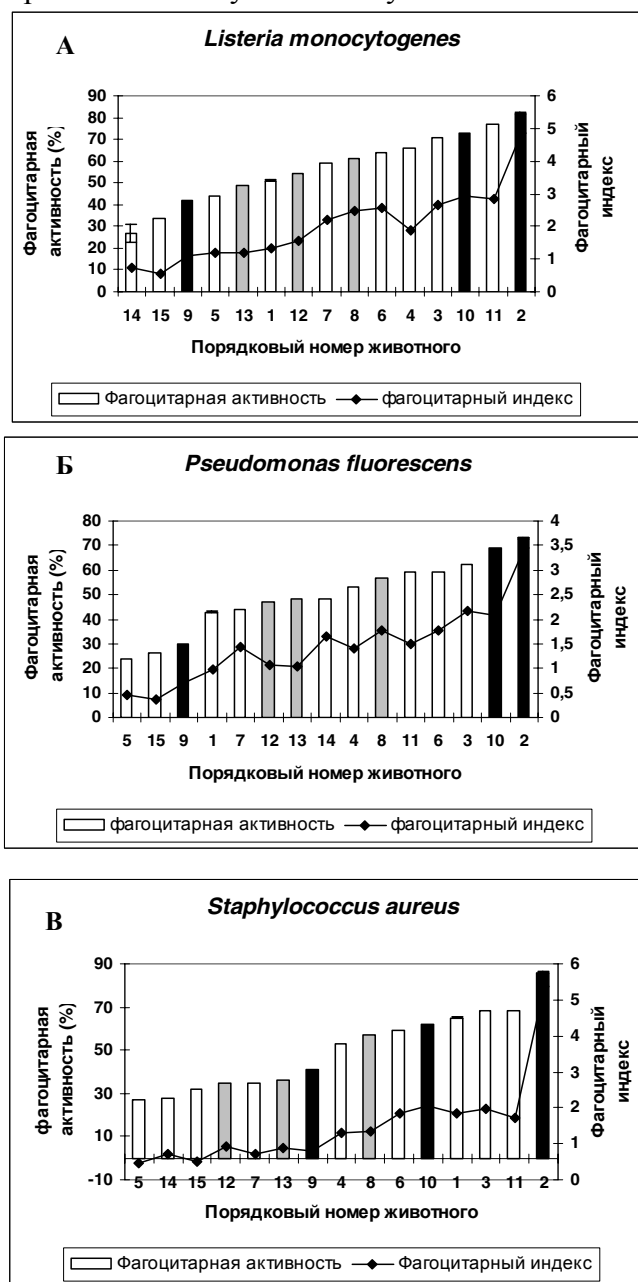 А
Listeria monocytogenes
Фагоцитарная
активность (%)
90
80
70
60
50
40
30
20
10
0
6
5
4
3
2
1
0
Фагоцитарный
индекс
14 15 9 5 13 1 12 7 8 6 4 3 10 11 2
Порядковый номер животного
Фагоцитарная активность фагоцитарный индекс
Б
Pseudomonas fluorescens
Фагоцитарная
активность (%)
80
70
60
50
40
30
20
10
0
4
3,5
3
2,5
2
1,5
1
0,5
0
Фагоцитарный
индекс
5 15 9 1 7 12 13 14 4 8 11 6 3 10 2
Порядковый номер животного
фагоцитарная активность фагоцитарный индекс
В
Staphylococcus aureus
фагоцитарная
активность (%)
90
70
50
30
10
-10
6
5
4
3
2
1
0
Фагоцитарный
индекс
5 14 15 12 7 13 9 4 8 6 10 1 3 11 2
Порядковый номер животного
Фагоцитарная активность Фагоцитарный индекс